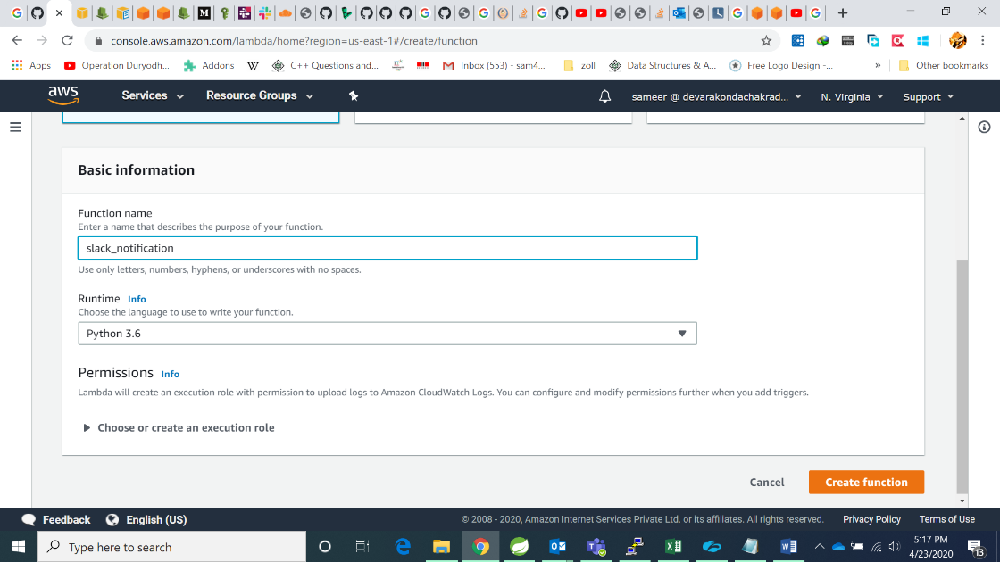 console.aws.amazon.com/lambda/home?region=us-east-1#/create/function
Apps
Operation Duryodh...
Addons
C++ Questions and...
Inbox (553) - sam4...
zoll
Data Structures & A...
Free Logo Design -...
»
Other bookmarks
aws
Services
Resource Groups
sameer @ devarakondachakrad...
N. Virginia
Support
Basic information
Function name
Enter a name that describes the purpose of your function.
slack_notification
Use only letters, numbers, hyphens, or underscores with no spaces.
Runtime Info
Choose the language to use to write your function.
Python 3.6
Permissions Info
Lambda will create an execution role with permission to upload logs to Amazon CloudWatch Logs. You can configure and modify permissions further when you add triggers.
Choose or create an execution role
Cancel
Create function
Feedback
English (US)
© 2008 - 2020, Amazon Internet Services Private Ltd. or its affiliates. All rights reserved.
Privacy Policy
Terms of Use
Type here to search
5:17 PM
4/23/2020
13